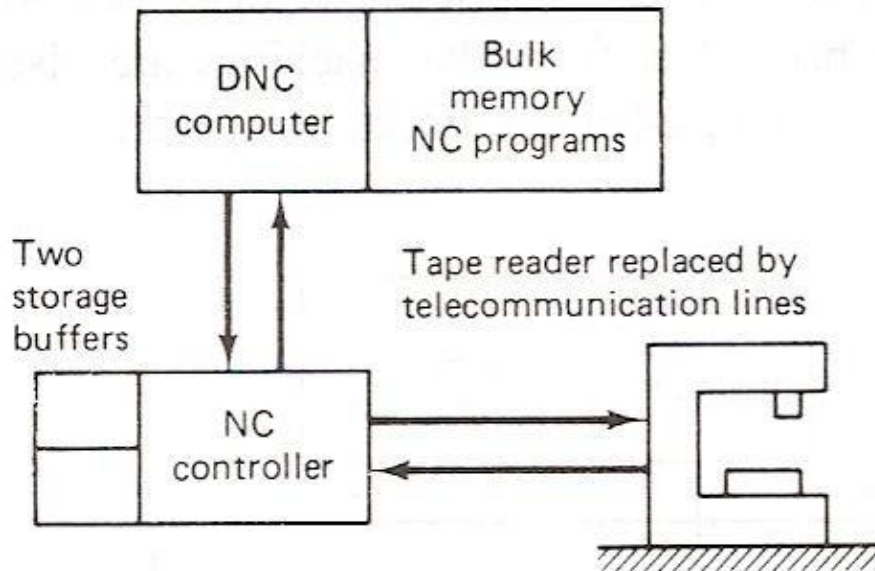 DNC
computer
Bulk
memory
NC programs
Two
storage
buffers
Tape reader replaced by
telecommunication lines
NC
controller